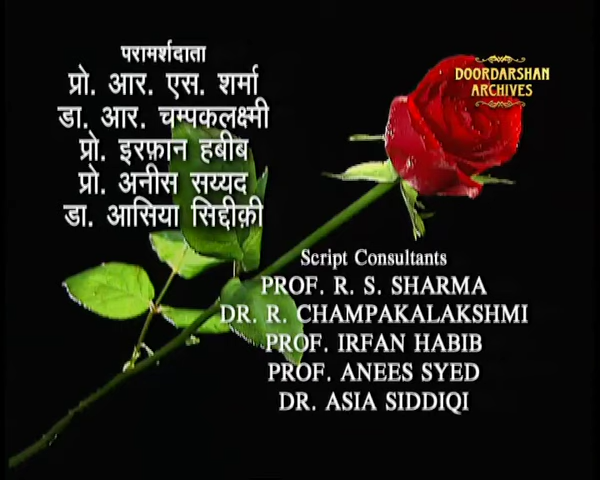 परामर्शदाता
प्रो. आर. एस. शर्मा
डा. आर. चम्पकलक्ष्मी
प्रो. इरफ़ान हबीब
प्रो. अनीस सय्यद
डा. आसिया सिद्दीक़ी
DOORDARSHAN
ARCHIVES
Script Consultants
PROF. R. S. SHARMA
DR. R. CHAMPAKALAKSHMI
PROF. IRFAN HABIB
PROF. ANEES SYED
DR. ASIA SIDDIQI